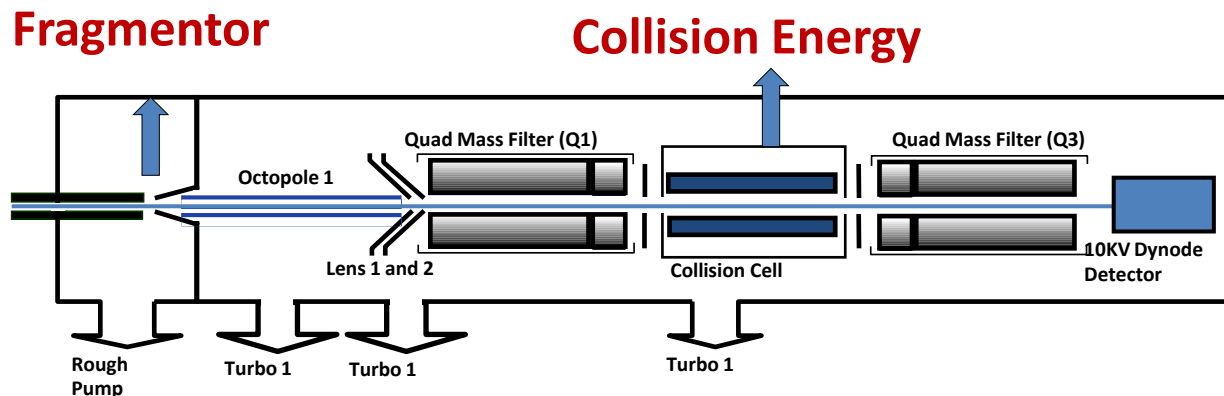 Fragmentor
Collision Energy
Quad Mass Filter (Q1)
Quad Mass Filter (Q3)
Octopole 1
Lens 1 and 2
Collision Cell
10KV Dynode
Detector
Rough
Pump
Turbo 1
Turbo 1
Turbo 1